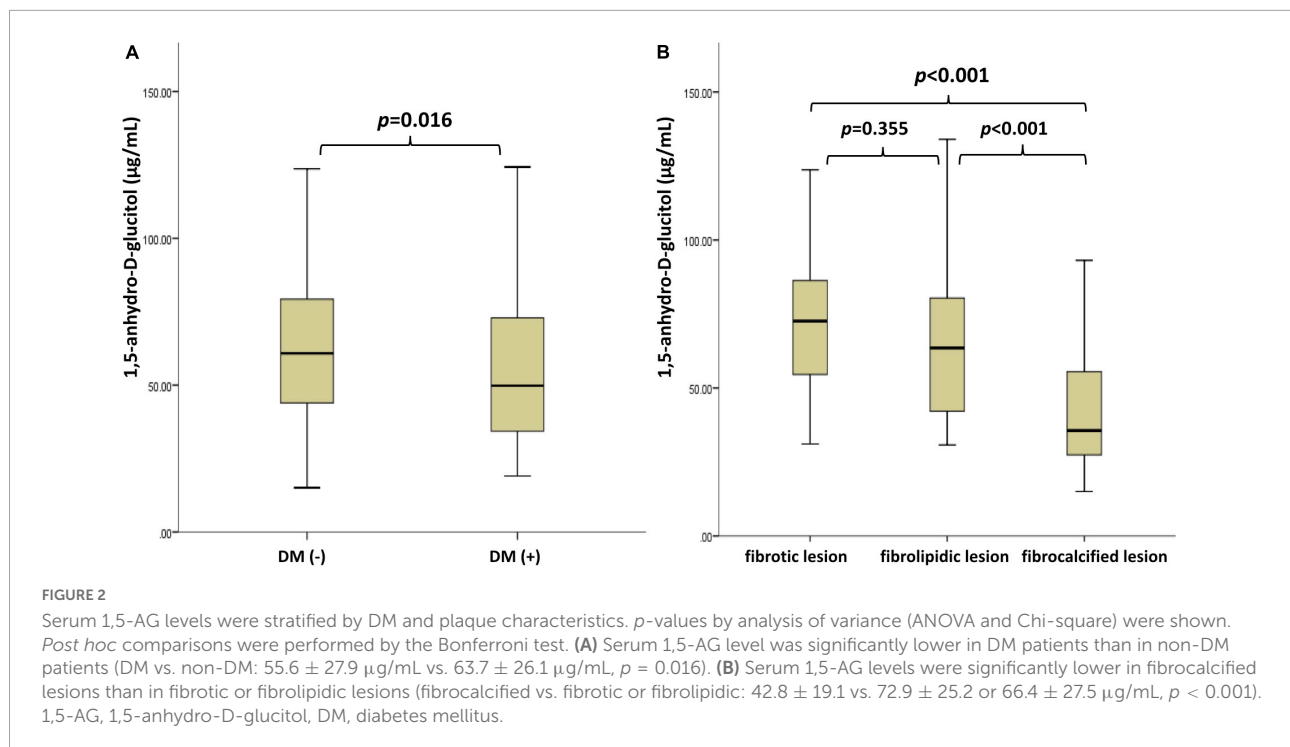 A
1,5-anhydro-D-glucitol (µg/mL)
150.00
100.00
50.00
.00
p=0.016
DM (-)
DM (+)
B
1,5-anhydro-D-glucitol (µg/mL)
150.00
100.00
50.00
.00
p<0.001
p=0.355
p<0.001
fibrotic lesion
fibrolipidic lesion
fibrocalcified lesion
FIGURE 2
Serum 1,5-AG levels were stratified by DM and plaque characteristics. p-values by analysis of variance (ANOVA and Chi-square) were shown.
Post hoc comparisons were performed by the Bonferroni test. (A) Serum 1,5-AG level was significantly lower in DM patients than in non-DM
patients (DM vs. non-DM: 55.6 ± 27.9 µg/mL vs. 63.7 ± 26.1 µg/mL, p = 0.016). (B) Serum 1,5-AG levels were significantly lower in fibrocalcified
lesions than in fibrotic or fibrolipidic lesions (fibrocalcified vs. fibrotic or fibrolipidic: 42.8 ± 19.1 vs. 72.9 ± 25.2 or 66.4 ± 27.5 µg/mL, p < 0.001).
1,5-AG, 1,5-anhydro-D-glucitol, DM, diabetes mellitus.